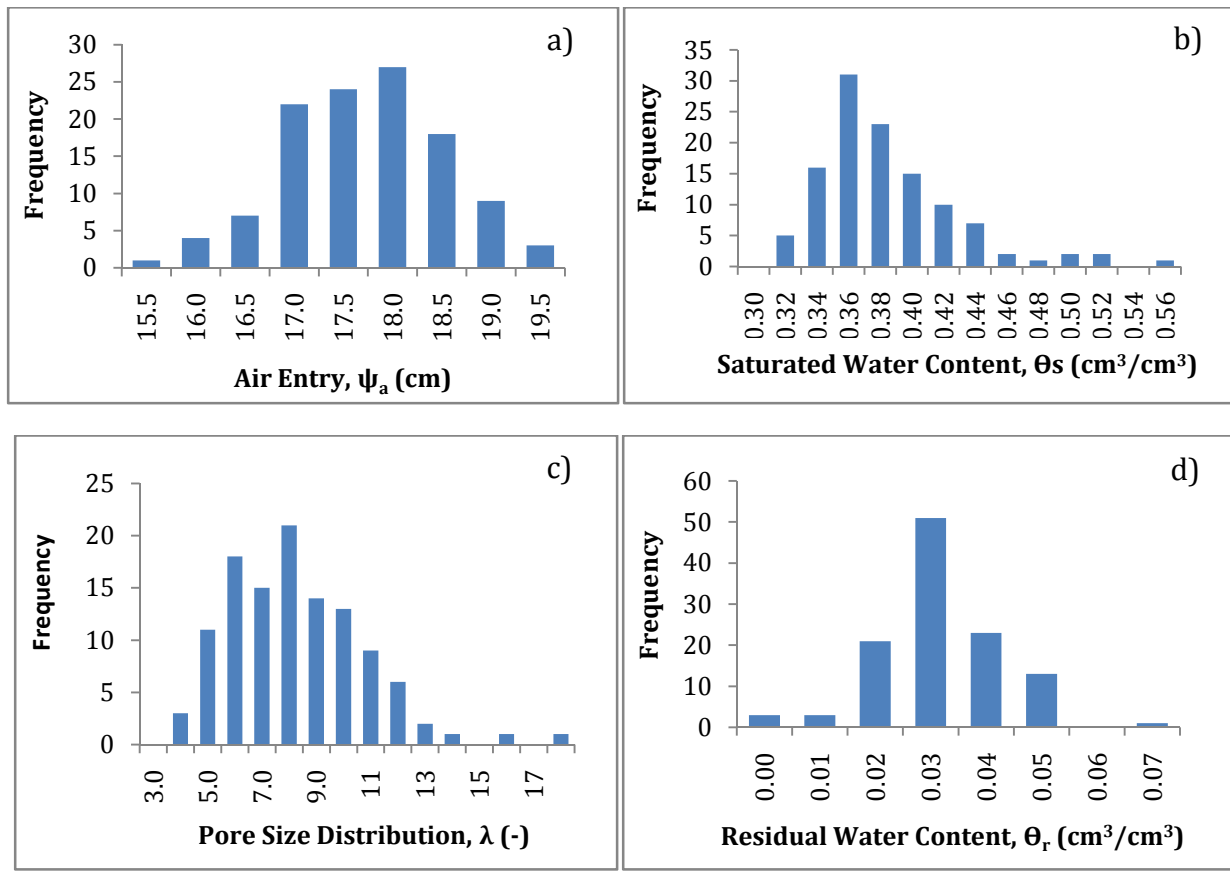 a)
30
25
20
15
10
5
0
Frequency
15.5 16.0 16.5 17.0 17.5 18.0 18.5 19.0 19.5
Air Entry, ψa (cm)
b)
35
30
25
20
15
10
5
0
Frequency
0.30 0.32 0.34 0.36 0.38 0.40 0.42 0.44 0.46 0.48 0.50 0.52 0.54 0.56
Saturated Water Content, Θs (cm³/cm³)
c)
25
20
15
10
5
0
Frequency
3.0 5.0 7.0 9.0 11 13 15 17
Pore Size Distribution, λ (-)
d)
60
50
40
30
20
10
0
Frequency
0.00 0.01 0.02 0.03 0.04 0.05 0.06 0.07
Residual Water Content, Θr (cm³/cm³)